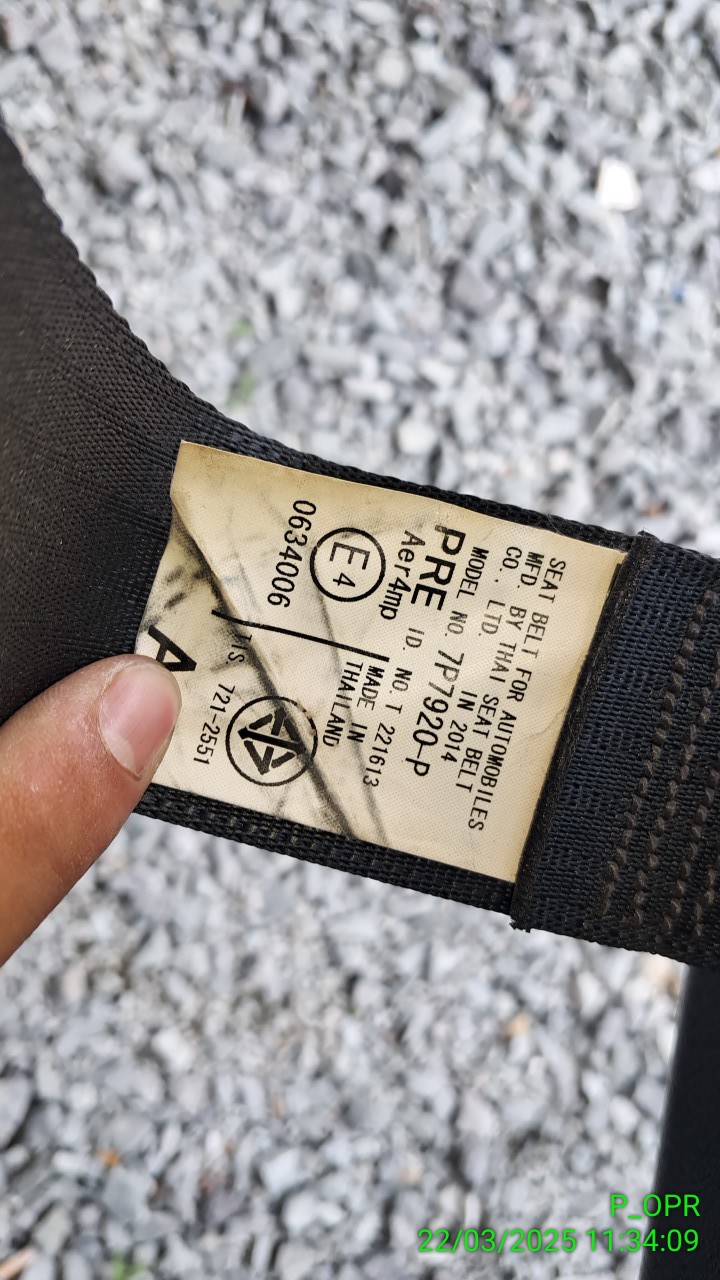 SEAT BELT FOR AUTOMOBILES
MFD. BY THAI SEAT BELT
CO., LTD. IN 2014
MODEL NO. 7P7920-P
PRE ID. NO. T 221613
Aer4mp
E4
MADE IN
THAILAND
0634006
TIS. 721-2551
A
P_OPR
22/03/2025 11:34:09